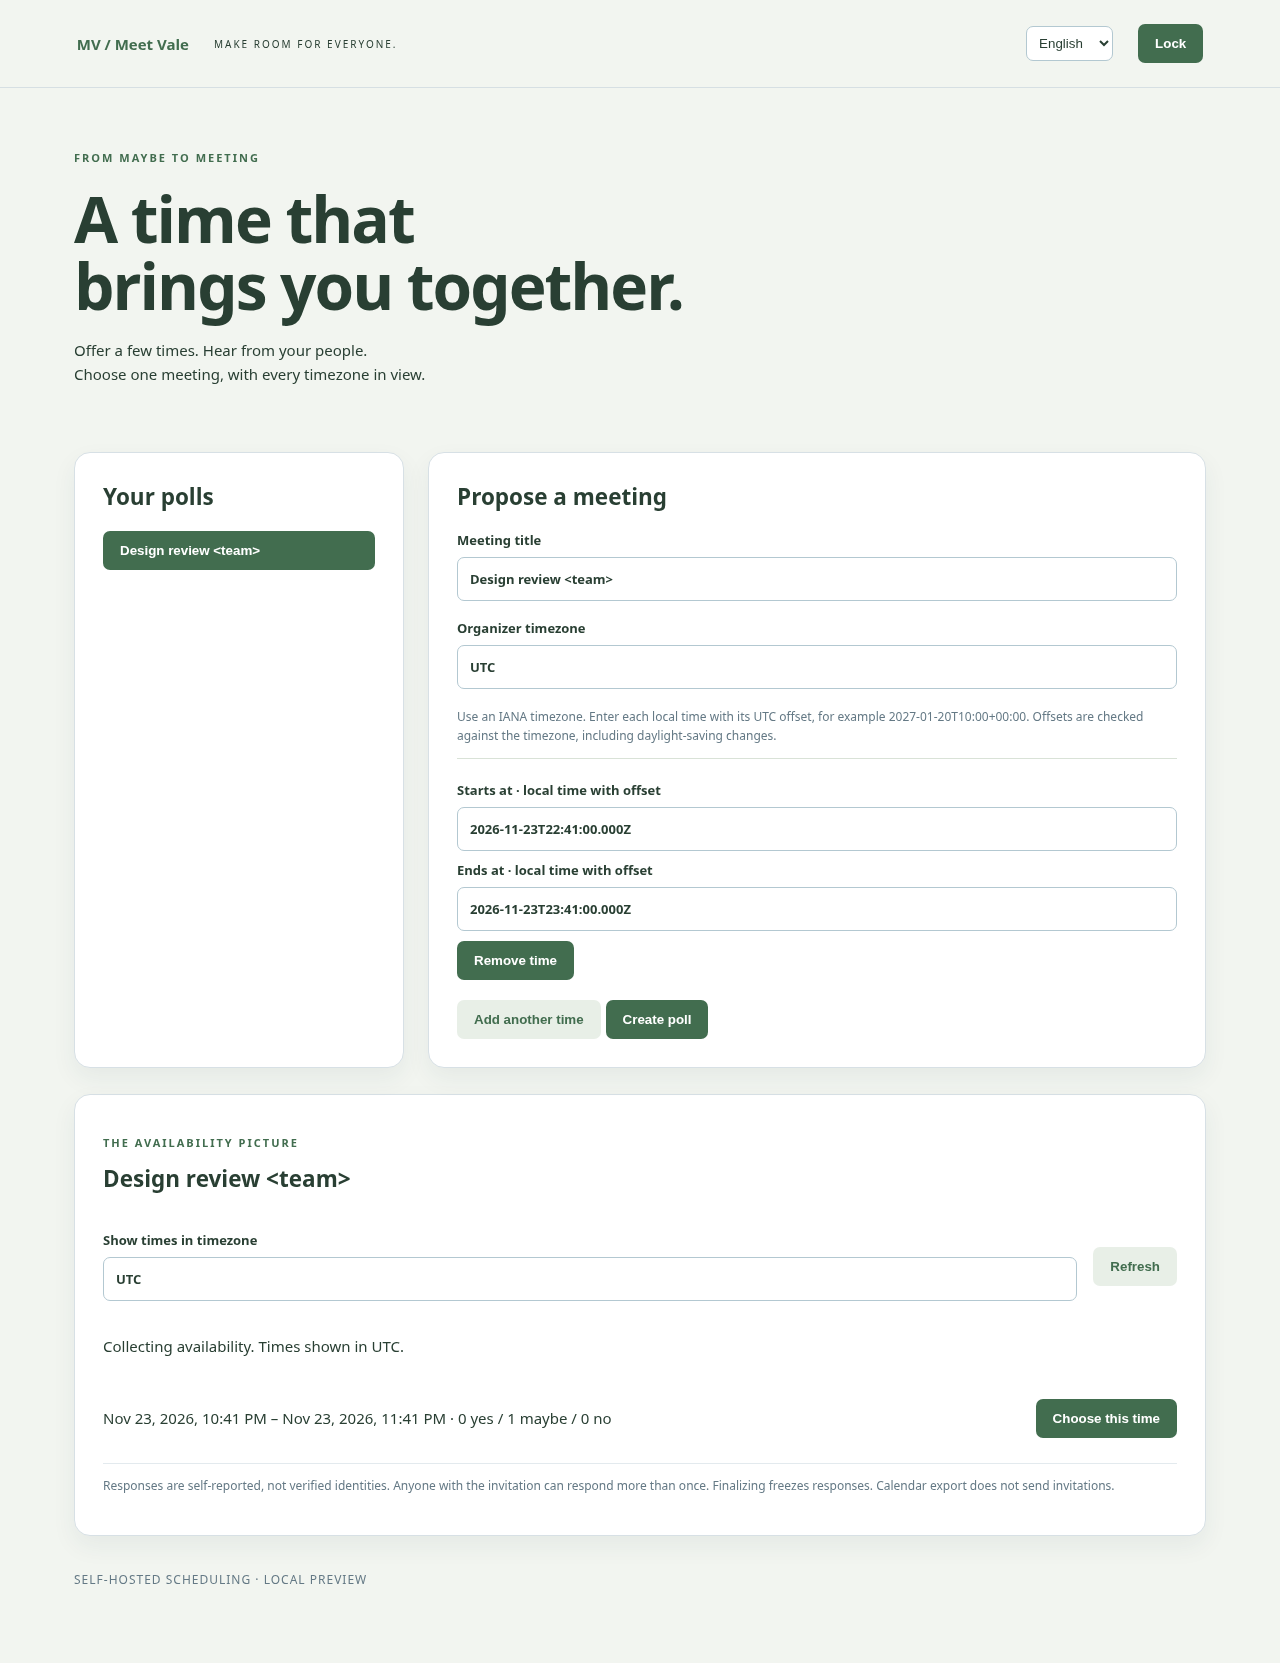 MV / Meet Vale
MAKE ROOM FOR EVERYONE.
English
Lock
FROM MAYBE TO MEETING
A time that
brings you together.
Offer a few times. Hear from your people.
Choose one meeting, with every timezone in view.
Your polls
Design review <team>
Propose a meeting
Meeting title
Design review <team>
Organizer timezone
UTC
Use an IANA timezone. Enter each local time with its UTC offset, for example 2027-01-20T10:00+00:00. Offsets are checked
against the timezone, including daylight-saving changes.
Starts at · local time with offset
2026-11-23T22:41:00.000Z
Ends at · local time with offset
2026-11-23T23:41:00.000Z
Remove time
Add another time
Create poll
THE AVAILABILITY PICTURE
Design review <team>
Show times in timezone
UTC
Refresh
Collecting availability. Times shown in UTC.
Nov 23, 2026, 10:41 PM – Nov 23, 2026, 11:41 PM · 0 yes / 1 maybe / 0 no
Choose this time
Responses are self-reported, not verified identities. Anyone with the invitation can respond more than once. Finalizing freezes responses. Calendar export does not send invitations.
SELF-HOSTED SCHEDULING · LOCAL PREVIEW